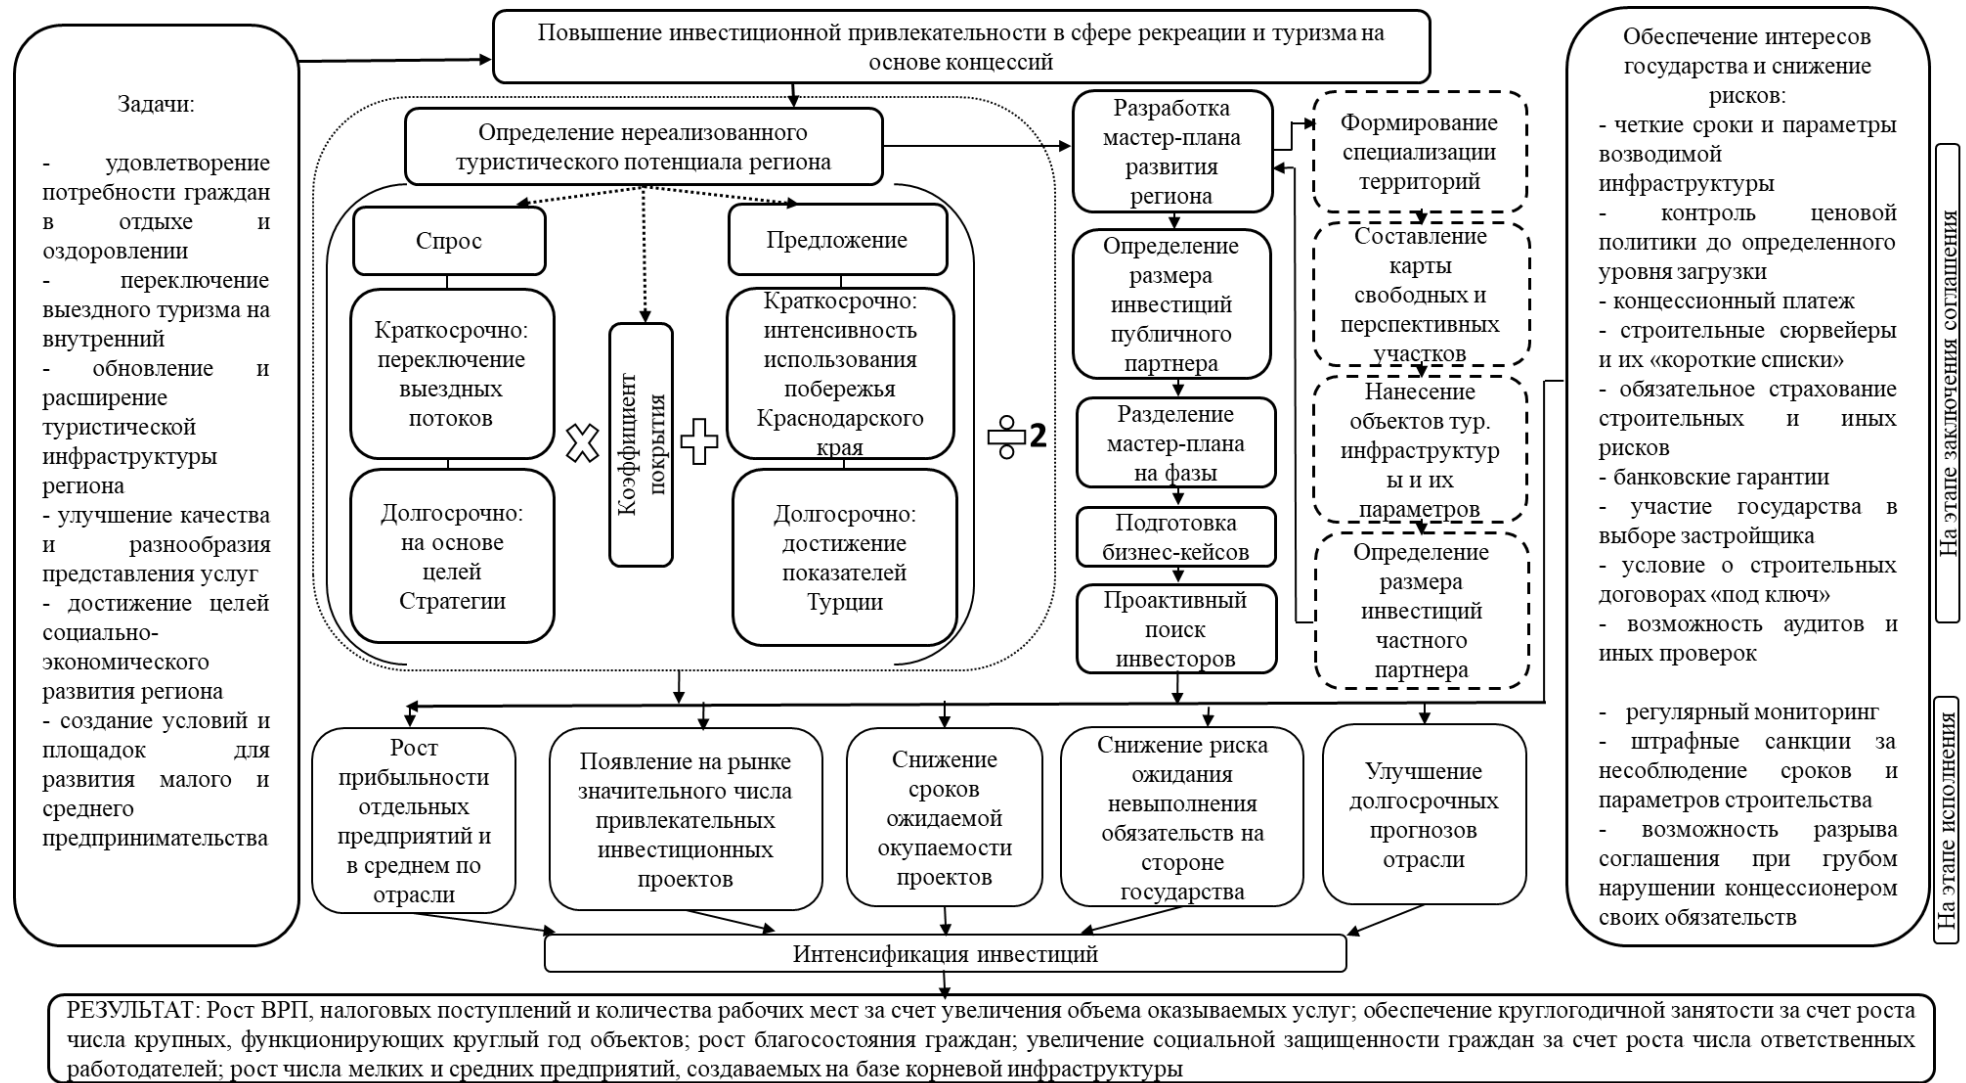 Повышение инвестиционной привлекательности в сфере рекреации и туризма на
основе концессий
Задачи:
- удовлетворение
потребности граждан
в отдыхе и
оздоровлении
- переключение
выездного туризма на
внутренний
- обновление и
расширение
туристической
инфраструктуры
региона
- улучшение качества
и разнообразия
представления услуг
- достижение целей
социально-
экономического
развития региона
- создание условий и
площадок для
развития малого и
среднего
предпринимательства
Определение нереализованного
туристического потенциала региона
Спрос
Краткосрочно:
переключение
выездных
потоков
Долгосрочно:
на основе
целей
Стратегии
Коэффициент
покрытия
Предложение
Краткосрочно:
интенсивность
использования
побережья
Краснодарского
края
Долгосрочно:
достижение
показателей
Турции
÷2
Разработка
мастер-плана
развития
региона
Определение
размера
инвестиций
публичного
партнера
Разделение
мастер-плана
на фазы
Подготовка
бизнес-кейсов
Проактивный
поиск
инвесторов
Формирование
специализации
территорий
Составление
карты
свободных и
перспективных
участков
Нанесение
объектов тур.
инфраструктур
ы и их
параметров
Определение
размера
инвестиций
частного
партнера
Обеспечение интересов
государства и снижение
рисков:
- четкие сроки и параметры
возводимой
инфраструктуры
- контроль ценовой
политики до определенного
уровня загрузки
- концессионный платеж
- строительные сюрвейеры
и их «короткие списки»
- обязательное страхование
строительных и иных
рисков
- банковские гарантии
- участие государства в
выборе застройщика
- условие о строительных
договорах «под ключ»
- возможность аудитов и
иных проверок
- регулярный мониторинг
- штрафные санкции за
несоблюдение сроков и
параметров строительства
- возможность разрыва
соглашения при грубом
нарушении концессионером
своих обязательств
На этапе заключения соглашения
На этапе исполнения
Рост
прибыльности
отдельных
предприятий и
в среднем по
отрасли
Появление на рынке
значительного числа
привлекательных
инвестиционных
проектов
Снижение
сроков
ожидаемой
окупаемости
проектов
Снижение риска
ожидания
невыполнения
обязательств на
стороне
государства
Улучшение
долгосрочных
прогнозов
отрасли
Интенсификация инвестиций
РЕЗУЛЬТАТ: Рост ВРП, налоговых поступлений и количества рабочих мест за счет увеличения объема оказываемых услуг; обеспечение круглогодичной занятости за счет роста
числа крупных, функционирующих круглый год объектов; рост благосостояния граждан; увеличение социальной защищенности граждан за счет роста числа ответственных
работодателей; рост числа мелких и средних предприятий, создаваемых на базе корневой инфраструктуры